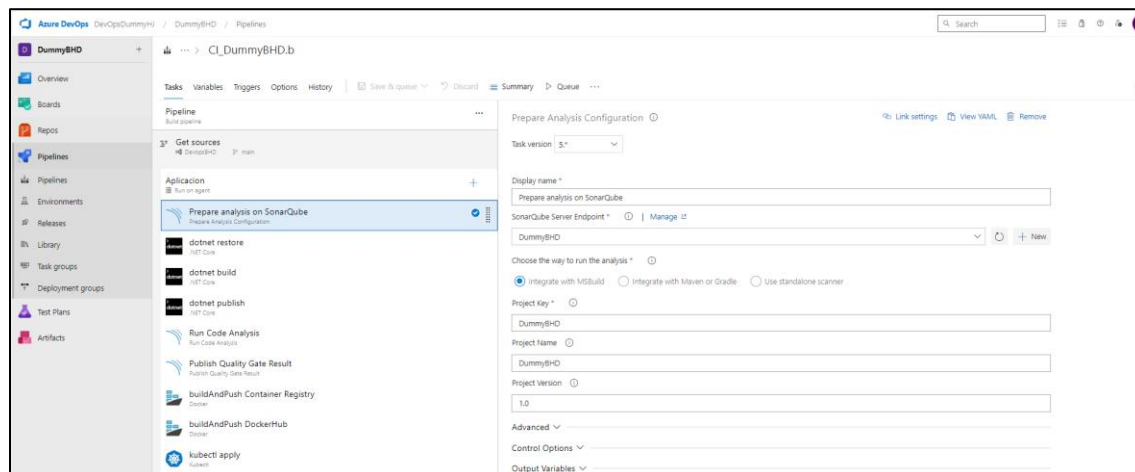 Azure DevOps DevOpsDummyHJ / DummyBHD / Pipelines
Search
D DummyBHD +
CI_DummyBHD.b
Overview
Boards
Repos
Pipelines
Pipelines
Environments
Releases
Library
Task groups
Deployment groups
Test Plans
Artifacts
Tasks Variables Triggers Options History Save & queue Discard Summary Queue ...
Pipeline ...
Build pipeline
Get sources
DevopsBHD main
Aplicacion +
Run on agent
Prepare analysis on SonarQube
Prepare Analysis Configuration
dotnet restore
.NET Core
dotnet build
.NET Core
dotnet publish
.NET Core
Run Code Analysis
Run Code Analysis
Publish Quality Gate Result
Publish Quality Gate Result
buildAndPush Container Registry
Docker
buildAndPush DockerHub
Docker
kubectl apply
Kubectl
Prepare Analysis Configuration
Link settings View YAML Remove
Task version 5.*
Display name *
Prepare analysis on SonarQube
SonarQube Server Endpoint * | Manage
DummyBHD
+ New
Choose the way to run the analysis *
Integrate with MSBuild Integrate with Maven or Gradle Use standalone scanner
Project Key *
DummyBHD
Project Name
DummyBHD
Project Version
1.0
Advanced
Control Options
Output Variables